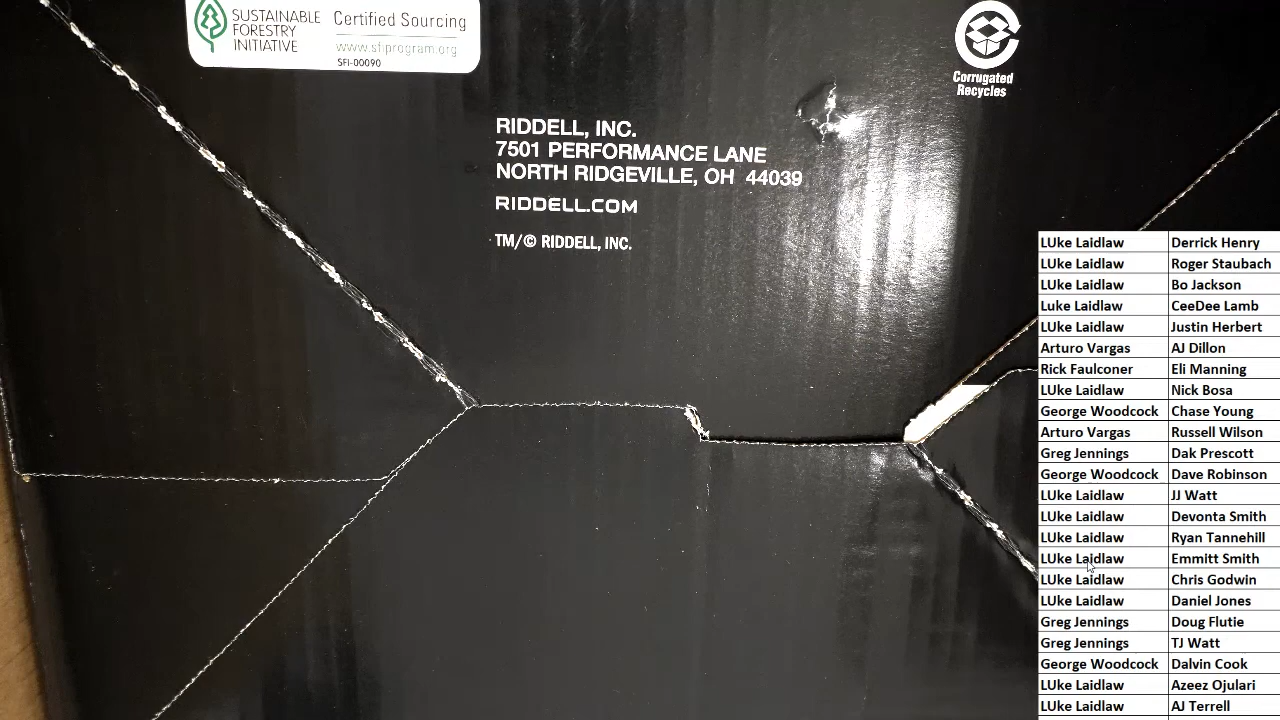 SUSTAINABLE
FORESTRY
INITIATIVE
Certified Sourcing
www.sfiprogram.org
SFI-00090
Corrugated
Recycles
RIDDELL, INC.
7501 PERFORMANCE LANE
NORTH RIDGEVILLE, OH 44039
RIDDELL.COM
TM/© RIDDELL, INC.
LUke Laidlaw Derrick Henry
LUke Laidlaw Roger Staubach
LUke Laidlaw Bo Jackson
Luke Laidlaw CeeDee Lamb
LUke Laidlaw Justin Herbert
Arturo Vargas AJ Dillon
Rick Faulconer Eli Manning
LUke Laidlaw Nick Bosa
George Woodcock Chase Young
Arturo Vargas Russell Wilson
Greg Jennings Dak Prescott
George Woodcock Dave Robinson
LUke Laidlaw JJ Watt
LUke Laidlaw Devonta Smith
LUke Laidlaw Ryan Tannehill
LUke Laidlaw Emmitt Smith
LUke Laidlaw Chris Godwin
LUke Laidlaw Daniel Jones
Greg Jennings Doug Flutie
Greg Jennings TJ Watt
George Woodcock Dalvin Cook
LUke Laidlaw Azeez Ojulari
LUke Laidlaw AJ Terrell